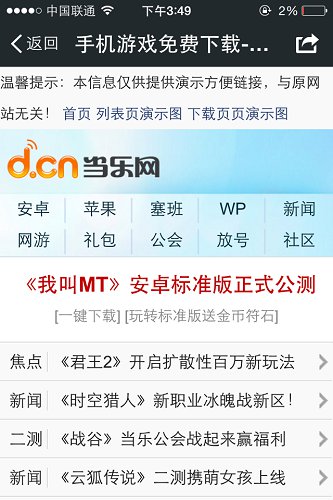 中国联通 下午3:49 2%
返回 手机游戏免费下载-...
温馨提示：本信息仅供提供演示方便链接，与原网
站无关！ 首页 列表页演示图 下载页页演示图
d.cn 当乐网
安卓 苹果 塞班 WP 新闻
网游 礼包 公会 放号 社区
《我叫MT》安卓标准版正式公测
[一键下载] [玩转标准版送金币符石]
焦点 《君王2》开启扩散性百万新玩法
新闻 《时空猎人》新职业冰魄战新区！
二测 《战谷》当乐公会战起来赢福利
新闻 《云狐传说》二测携萌女孩上线